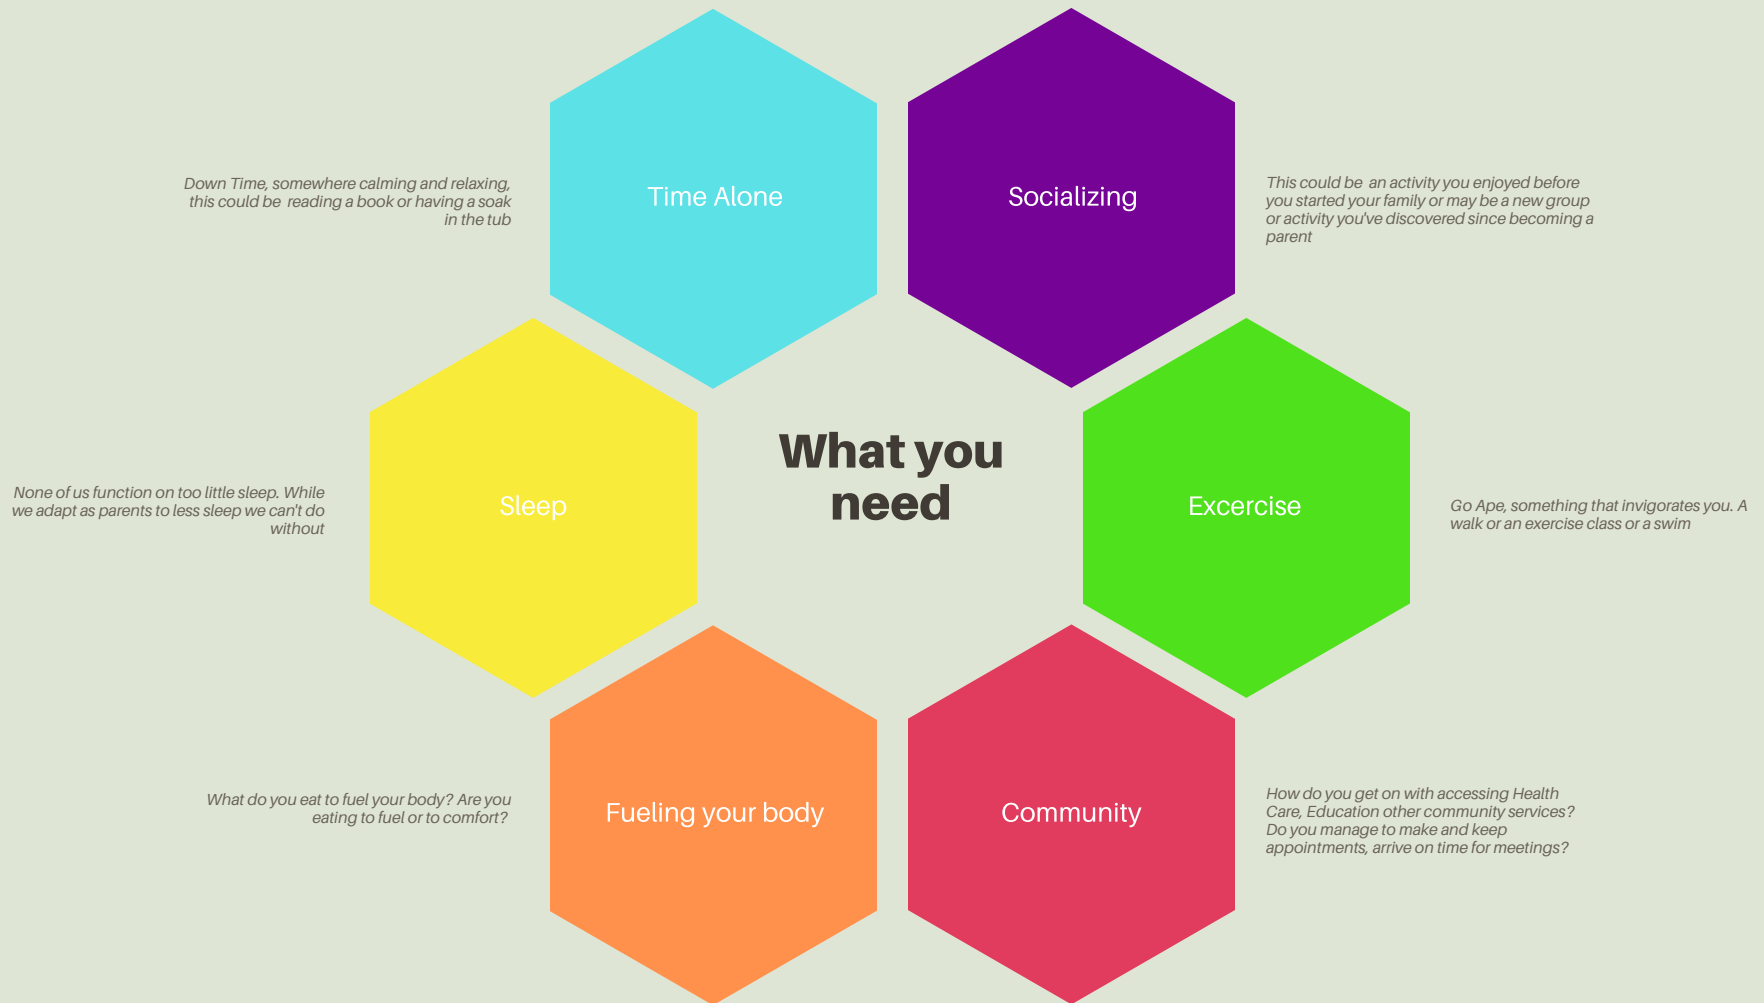 Down Time, somewhere calming and relaxing,
this could be  reading a book or having a soak
in the tub
Time Alone
Socializing
This could be  an activity you enjoyed before
you started your family or may be a new group
or activity you've discovered since becoming a
parent
None of us function on too little sleep. While
we adapt as parents to less sleep we can't do
without
Sleep
What you
need
Excercise
Go Ape, something that invigorates you. A
walk or an exercise class or a swim
What do you eat to fuel your body? Are you
eating to fuel or to comfort?
Fueling your body
Community
How do you get on with accessing Health
Care, Education other community services?
Do you manage to make and keep
appointments, arrive on time for meetings?